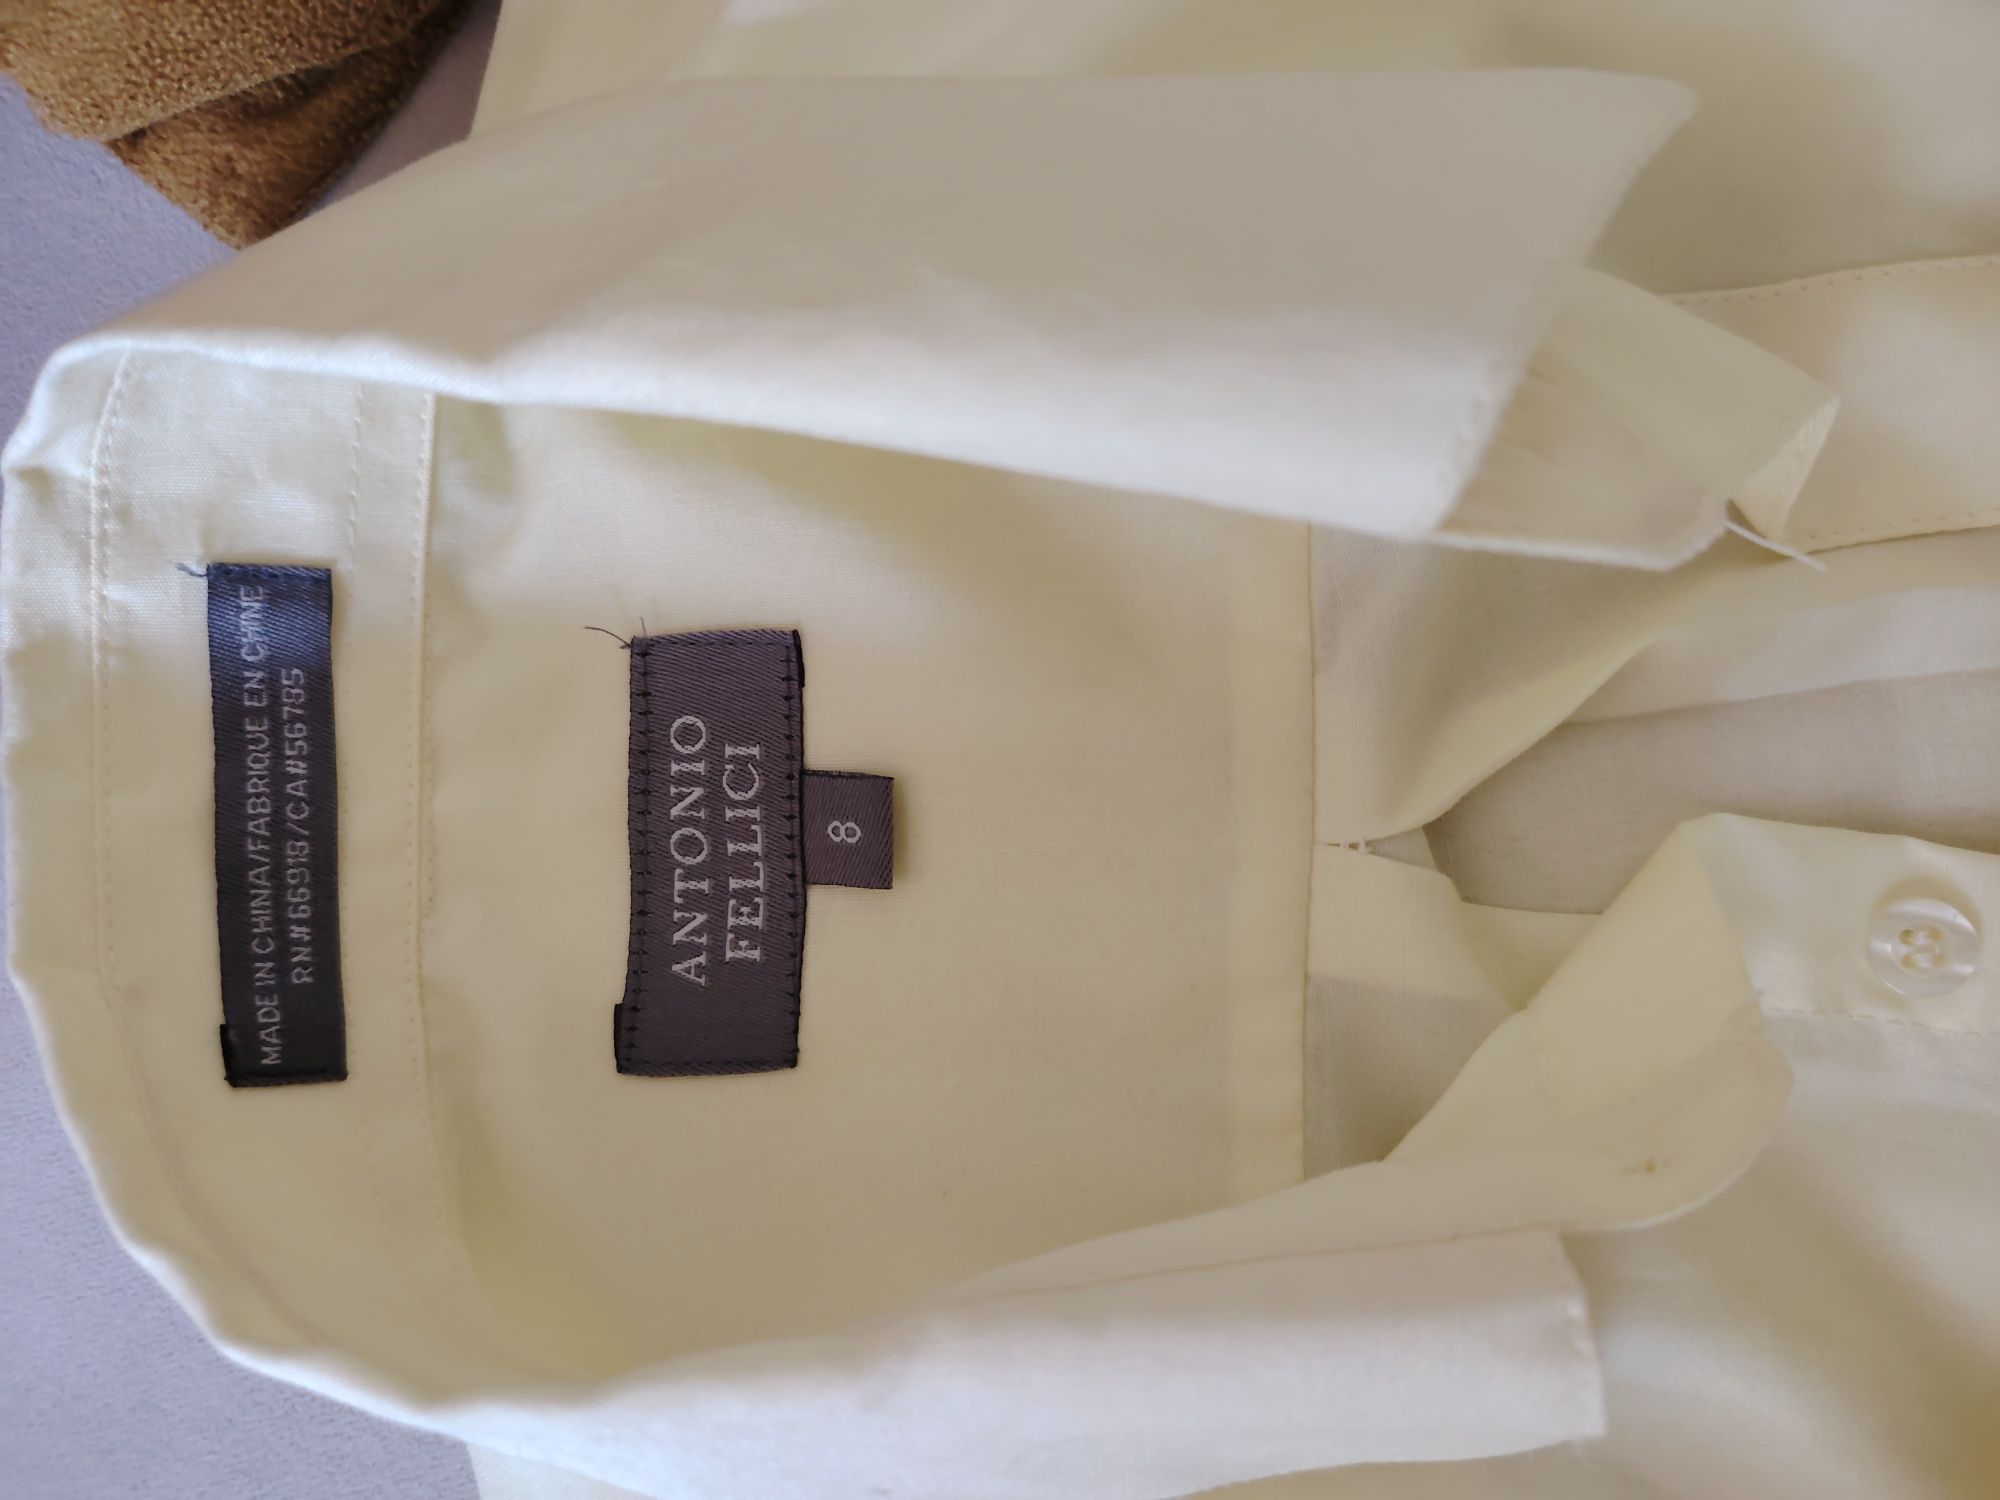 MADE IN CHINA/FABRIQUE EN CHINE
RN#66918/CA#56785
ANTONIO
FELLICI
8